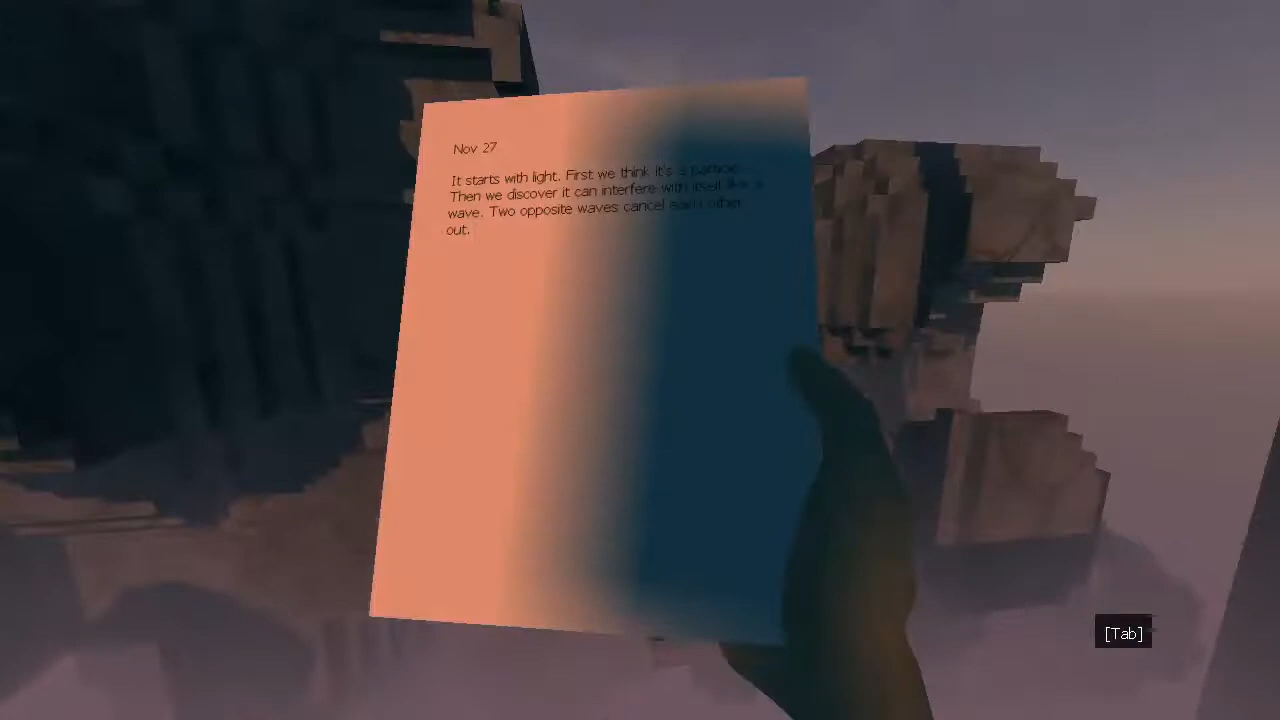 Nov 27
It starts with light. First we think it's a particle.
Then we discover it can interfere with itself like a
wave. Two opposite waves cancel each other
out.
[Tab]